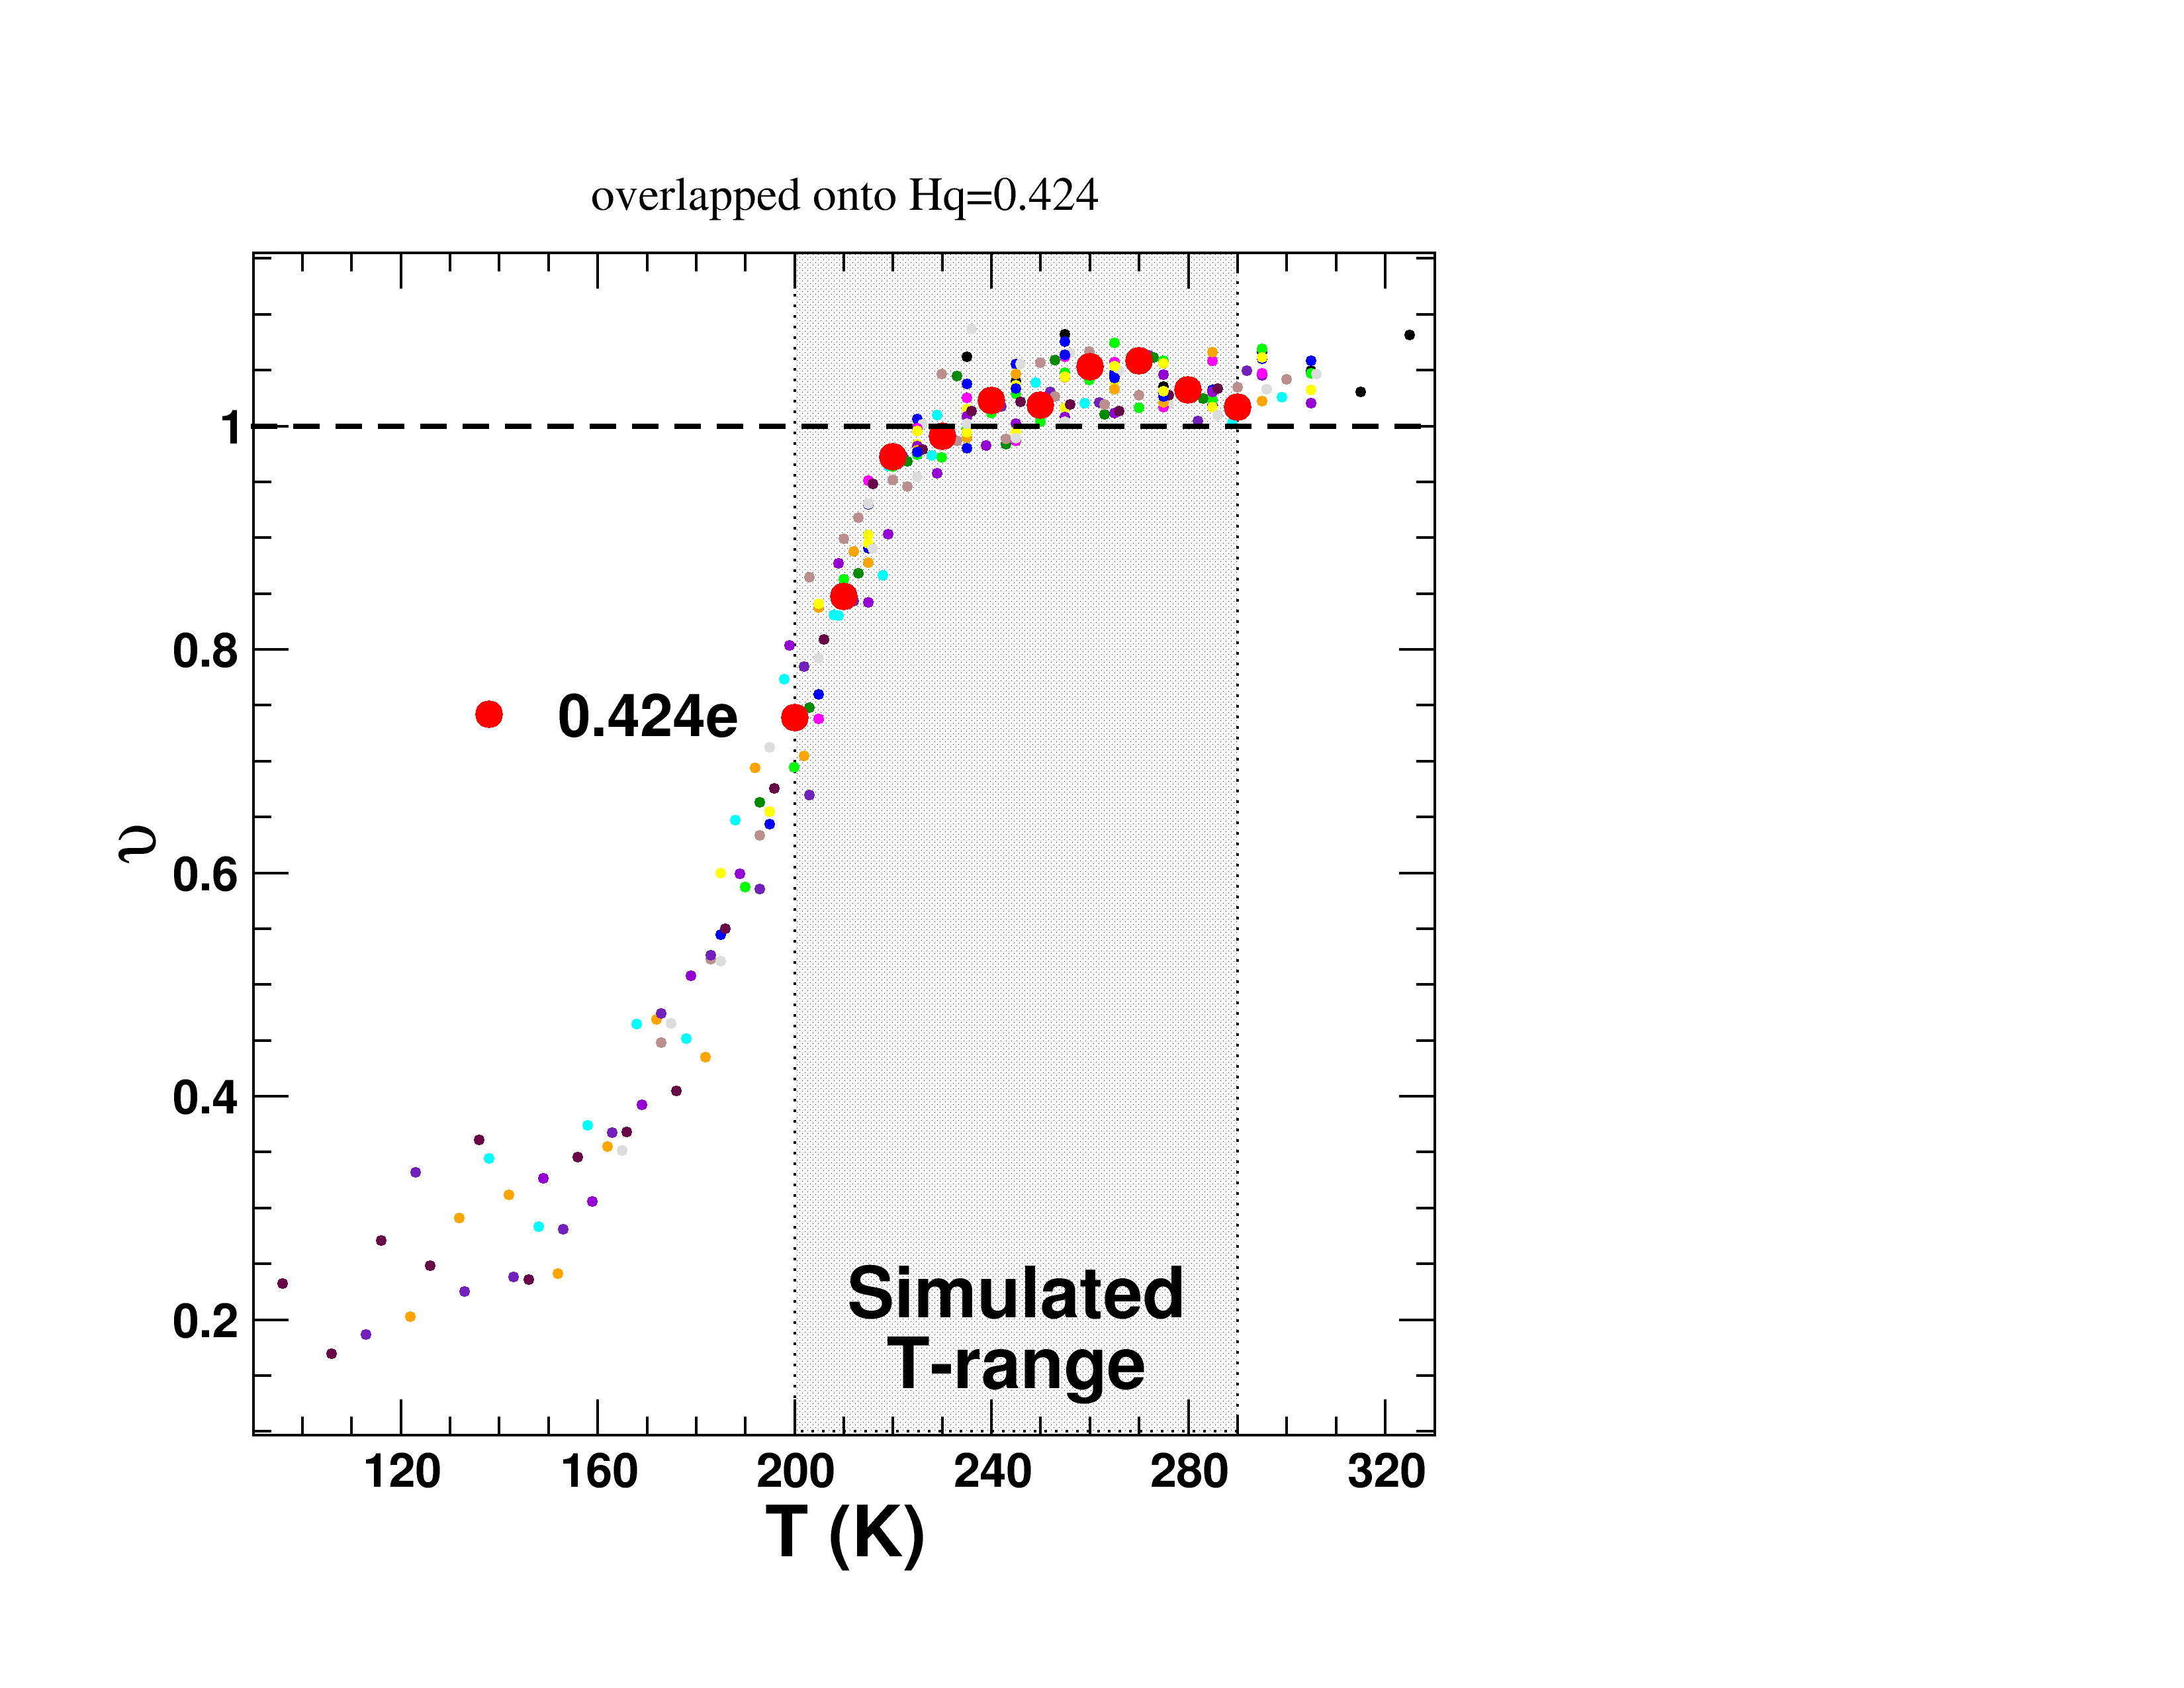 overlapped onto Hq=0.424
1
0.8
0.6
0.4
0.2
υ
0.424e
Simulated
T-range
120 160 200 240 280 320
T (K)